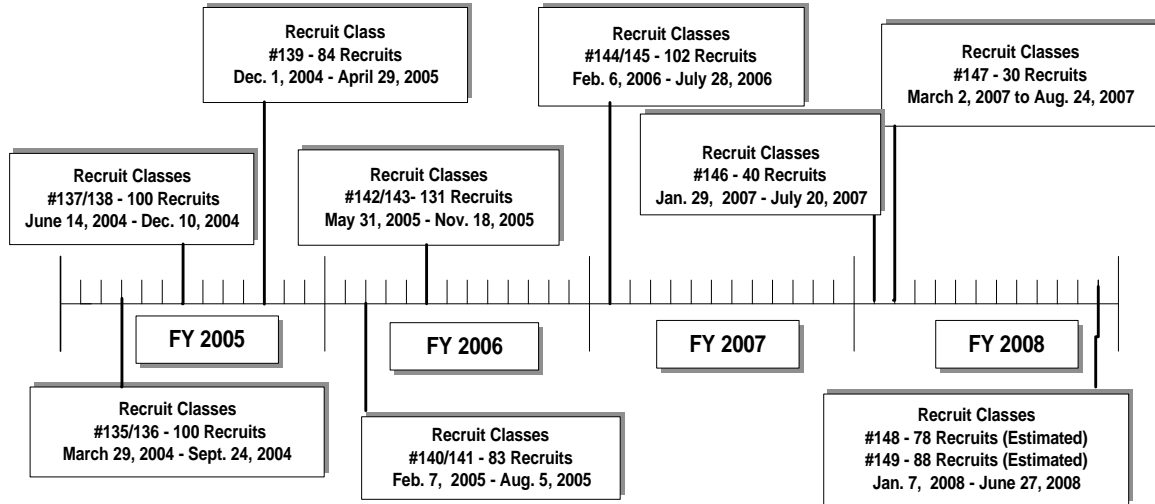 Recruit Class
#139 - 84 Recruits
Dec. 1, 2004 - April 29, 2005
Recruit Classes
#144/145 - 102 Recruits
Feb. 6, 2006 - July 28, 2006
Recruit Classes
#147 - 30 Recruits
March 2, 2007 to Aug. 24, 2007
Recruit Classes
#137/138 - 100 Recruits
June 14, 2004 - Dec. 10, 2004
Recruit Classes
#142/143- 131 Recruits
May 31, 2005 - Nov. 18, 2005
Recruit Classes
#146 - 40 Recruits
Jan. 29, 2007 - July 20, 2007
FY 2005
FY 2006
FY 2007
FY 2008
Recruit Classes
#135/136 - 100 Recruits
March 29, 2004 - Sept. 24, 2004
Recruit Classes
#140/141 - 83 Recruits
Feb. 7, 2005 - Aug. 5, 2005
Recruit Classes
#148 - 78 Recruits (Estimated)
#149 - 88 Recruits (Estimated)
Jan. 7, 2008 - June 27, 2008